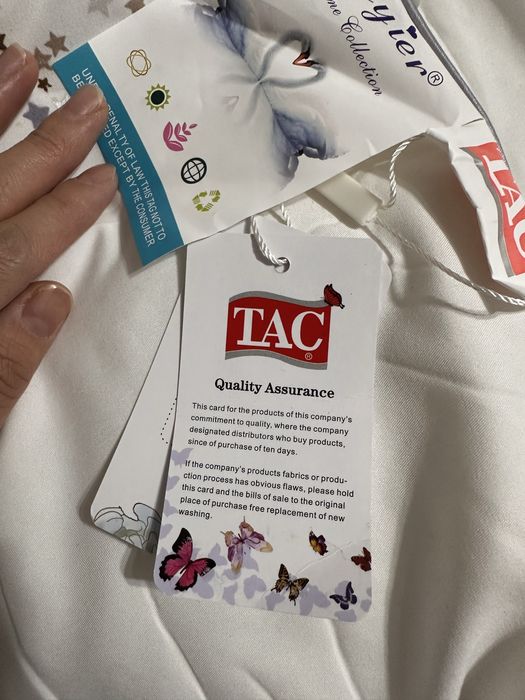 yier®
me Collection
UNDER PENALTY OF LAW THIS TAG NOT TO
BE REMOVED EXCEPT BY THE CONSUMER
TAC
TAC®
Quality Assurance
This card for the products of this company's
commitment to quality, where the company
designated distributors who buy products,
since of purchase of ten days.
If the company's products fabrics or produ-
ction process has obvious flaws, please hold
this card and the bills of sale to the original
place of purchase free replacement of new
washing.